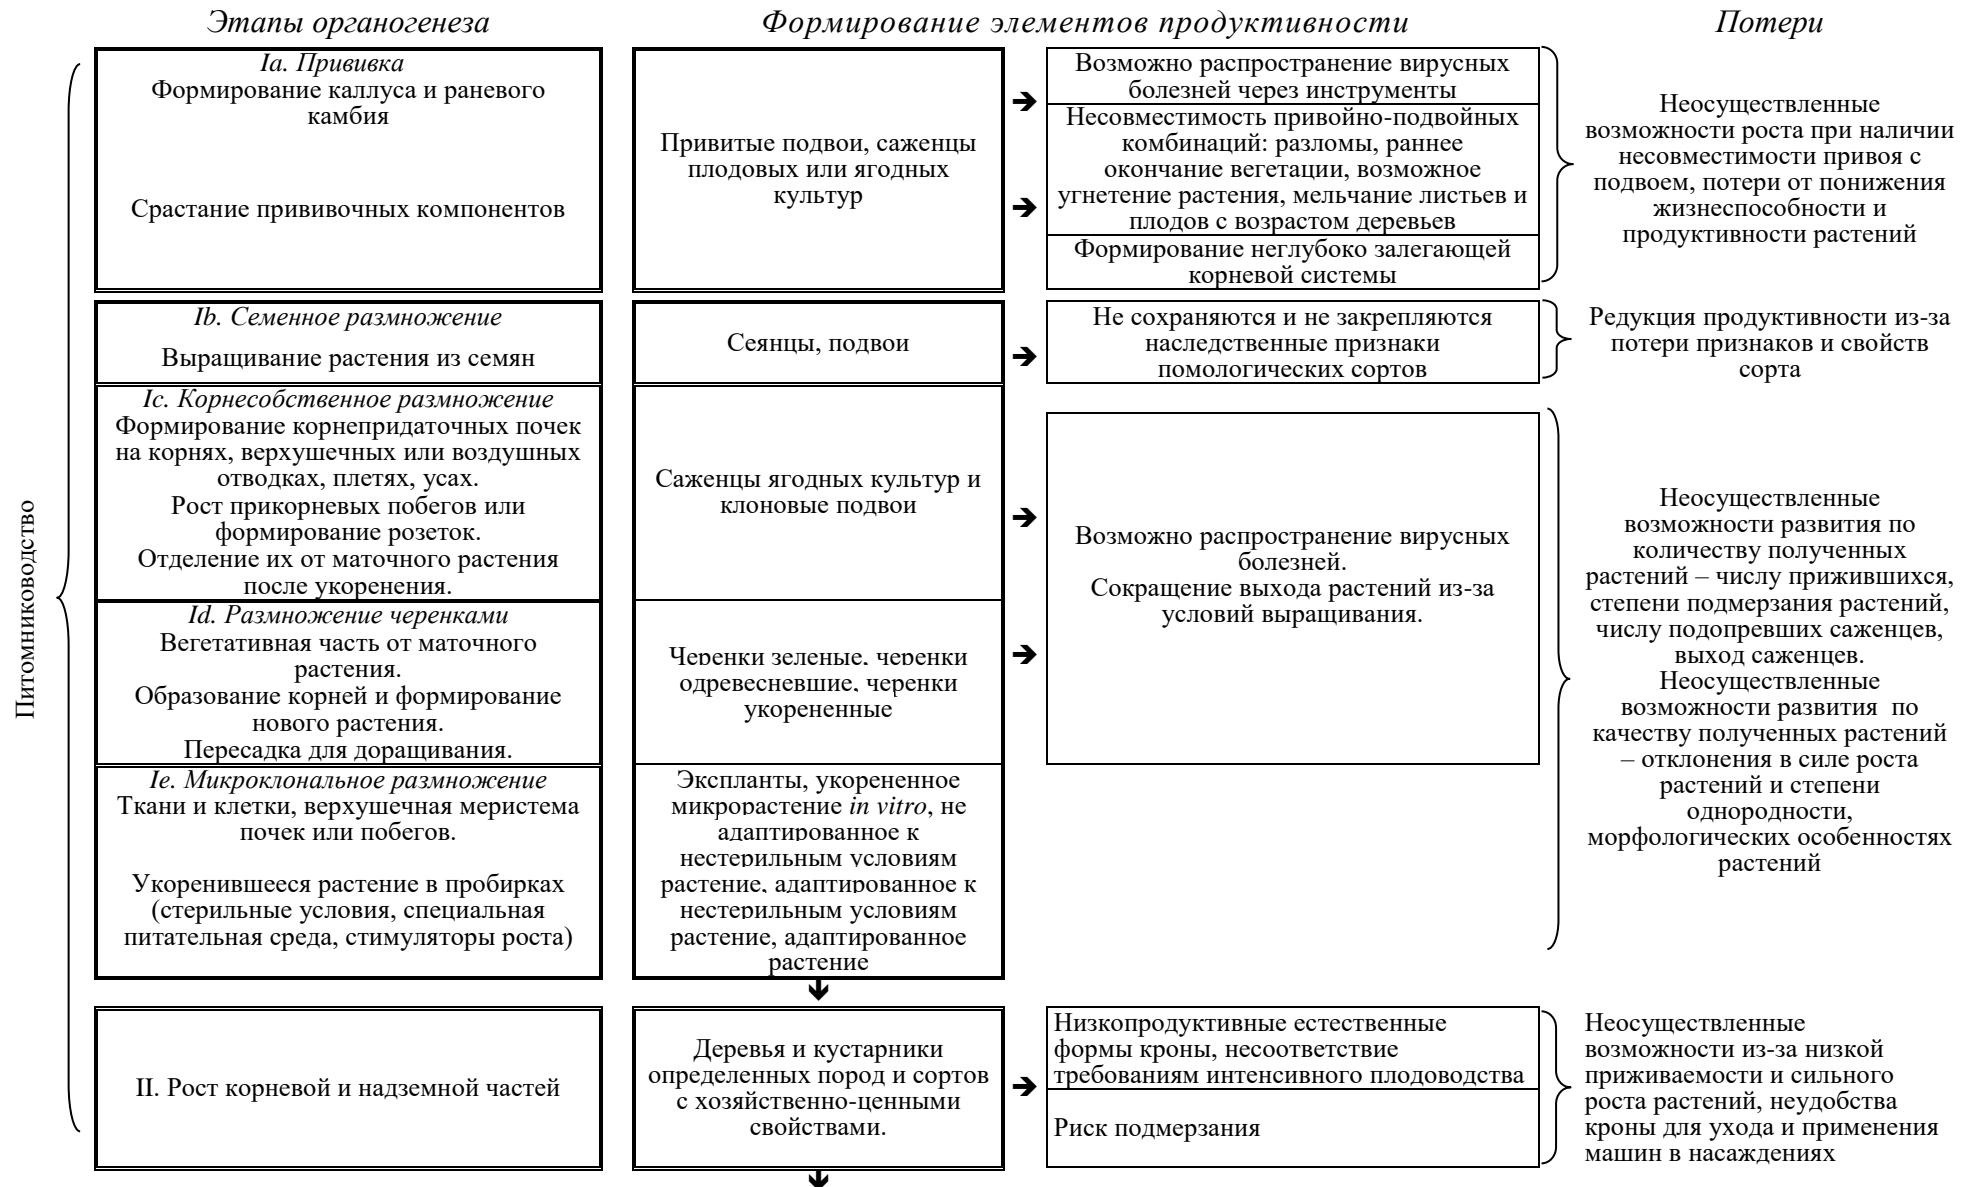 Этапы органогенеза
Формирование элементов продуктивности
Потери
Питомниководство
Ia. Прививка
Формирование каллуса и раневого
камбия
Срастание прививочных компонентов
Привитые подвои, саженцы
плодовых или ягодных
культур
Возможно распространение вирусных
болезней через инструменты
Несовместимость привойно-подвойных
комбинаций: разломы, раннее
окончание вегетации, возможное
угнетение растения, мельчание листьев и
плодов с возрастом деревьев
Формирование неглубоко залегающей
корневой системы
Неосуществленные
возможности роста при наличии
несовместимости привоя с
подвоем, потери от понижения
жизнеспособности и
продуктивности растений
Ib. Семенное размножение
Выращивание растения из семян
Сеянцы, подвои
Не сохраняются и не закрепляются
наследственные признаки
помологических сортов
Редукция продуктивности из-за
потери признаков и свойств
сорта
Ic. Корнесобственное размножение
Формирование корнепридаточных почек
на корнях, верхушечных или воздушных
отводках, плетях, усах.
Рост прикорневых побегов или
формирование розеток.
Отделение их от маточного растения
после укоренения.
Саженцы ягодных культур и
клоновые подвои
Id. Размножение черенками
Вегетативная часть от маточного
растения.
Образование корней и формирование
нового растения.
Пересадка для доращивания.
Черенки зеленые, черенки
одревесневшие, черенки
укорененные
Возможно распространение вирусных
болезней.
Сокращение выхода растений из-за
условий выращивания.
Ie. Микроклональное размножение
Ткани и клетки, верхушечная меристема
почек или побегов.
Укоренившееся растение в пробирках
(стерильные условия, специальная
питательная среда, стимуляторы роста)
Экспланты, укорененное
микрорастение in vitro, не
адаптированное к
нестерильным условиям
растение, адаптированное к
нестерильным условиям
растение, адаптированное
растение
Неосуществленные
возможности развития по
количеству полученных
растений – числу прижившихся,
степени подмерзания растений,
числу подопревших саженцев,
выход саженцев.
Неосуществленные
возможности развития по
качеству полученных растений
– отклонения в силе роста
растений и степени
однородности,
морфологических особенностях
растений
II. Рост корневой и надземной частей
Деревья и кустарники
определенных пород и сортов
с хозяйственно-ценными
свойствами.
Низкопродуктивные естественные
формы кроны, несоответствие
требованиям интенсивного плодоводства
Риск подмерзания
Неосуществленные
возможности из-за низкой
приживаемости и сильного
роста растений, неудобства
кроны для ухода и применения
машин в насаждениях